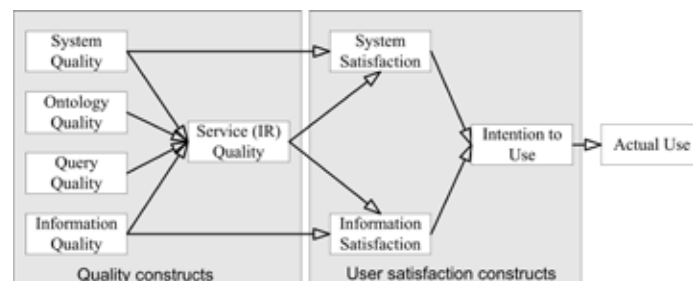 System
Quality
Ontology
Quality
Query
Quality
Information
Quality
Service (IR)
Quality
System
Satisfaction
Information
Satisfaction
Intention to
Use
Actual Use
Quality constructs
User satisfaction constructs